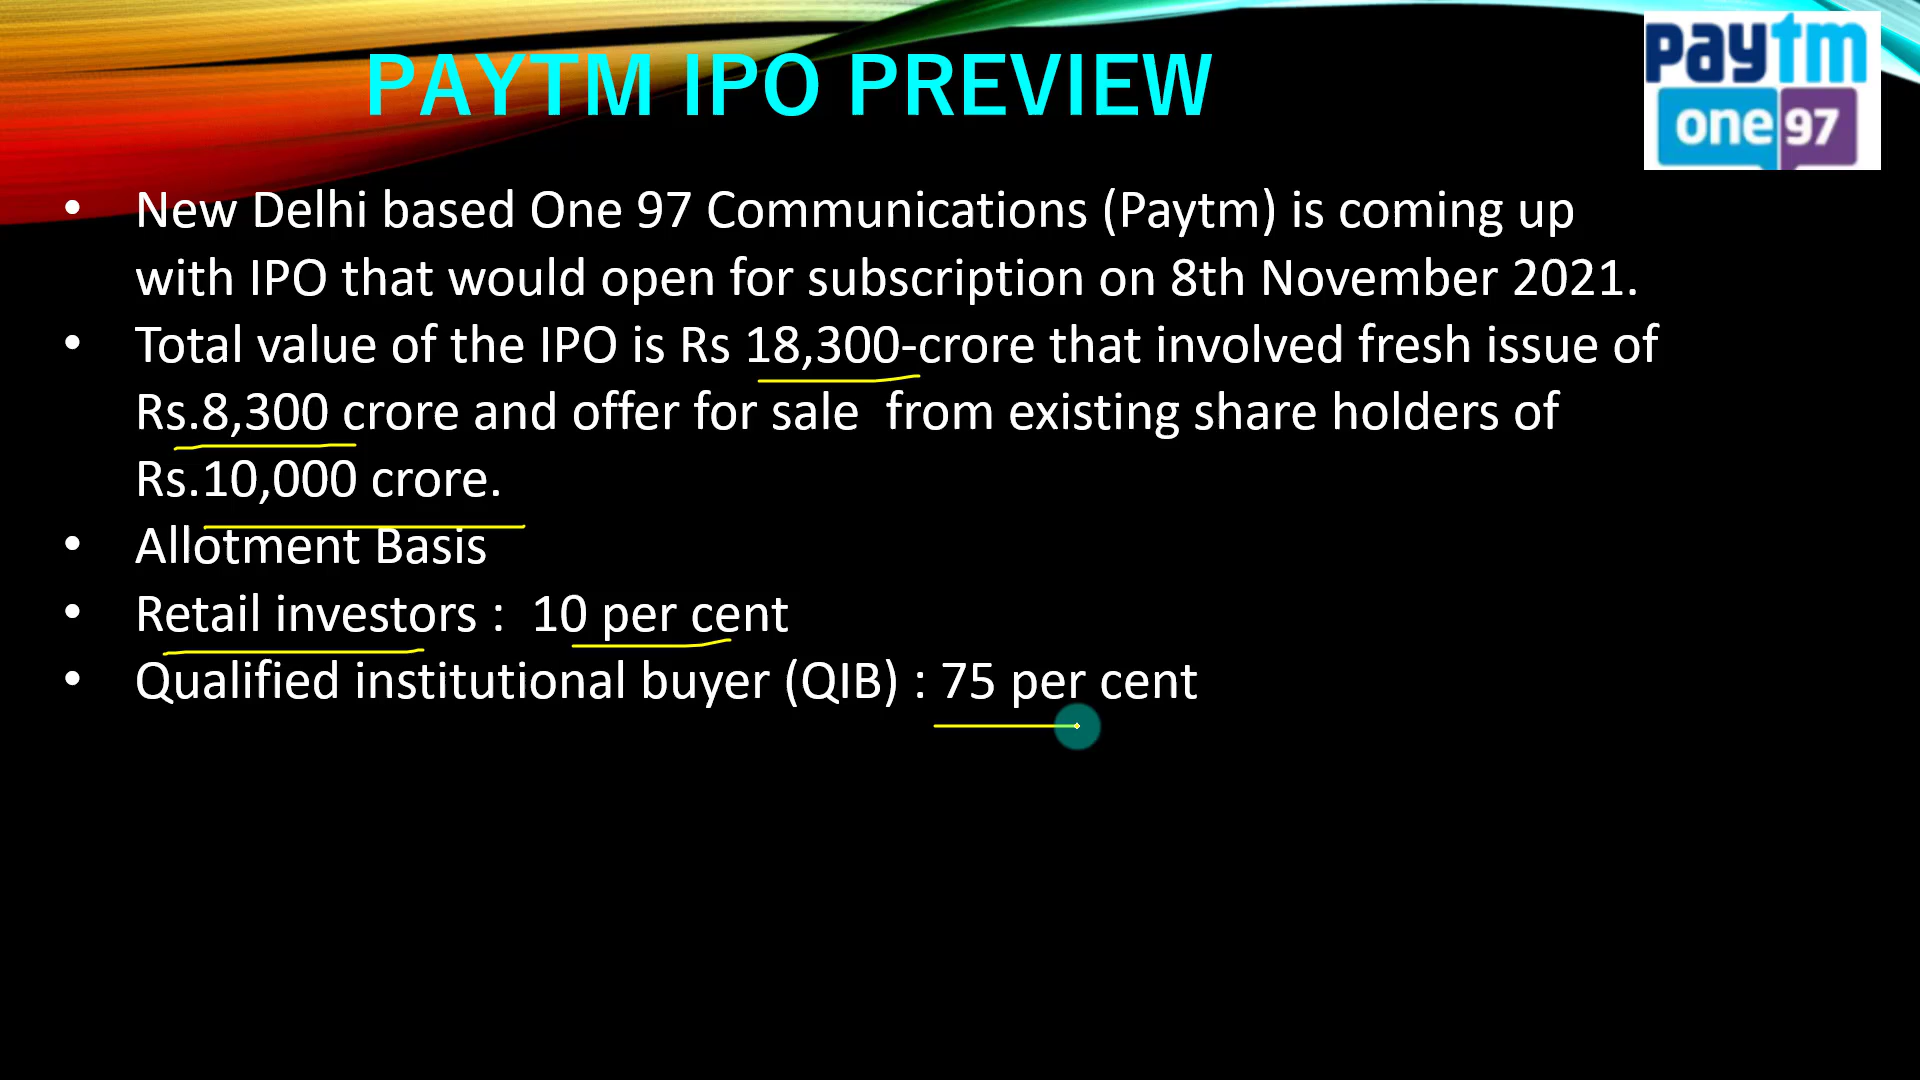 PAYTM IPO PREVIEW
paytm
one 97
• New Delhi based One 97 Communications (Paytm) is coming up
with IPO that would open for subscription on 8th November 2021.
• Total value of the IPO is Rs 18,300-crore that involved fresh issue of
Rs.8,300 crore and offer for sale from existing share holders of
Rs.10,000 crore.
• Allotment Basis
• Retail investors : 10 per cent
• Qualified institutional buyer (QIB) : 75 per cent